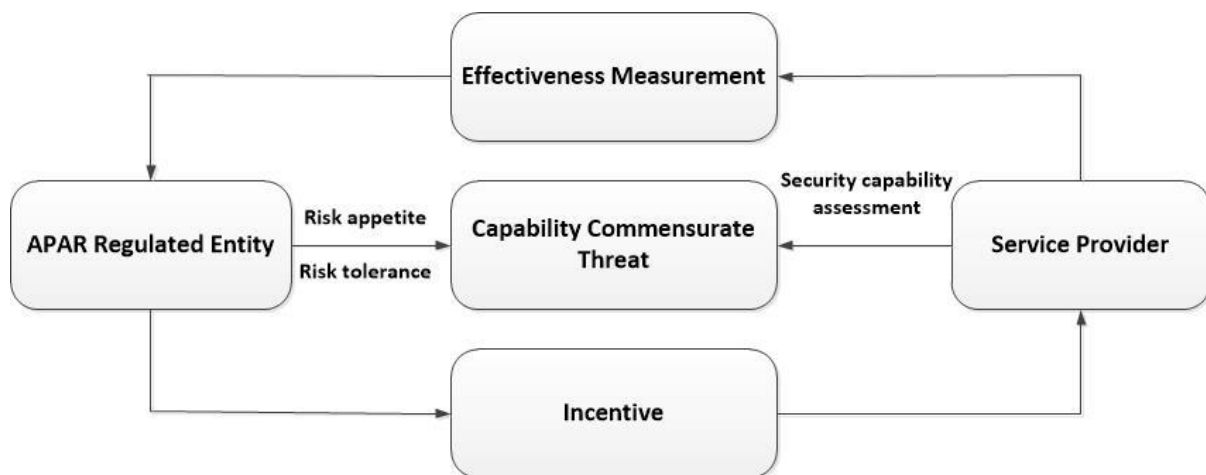 Effectiveness Measurement
Security capability
assessment
Risk appetite
APAR Regulated Entity
Capability Commensurate
Threat
Service Provider
Risk tolerance
Incentive